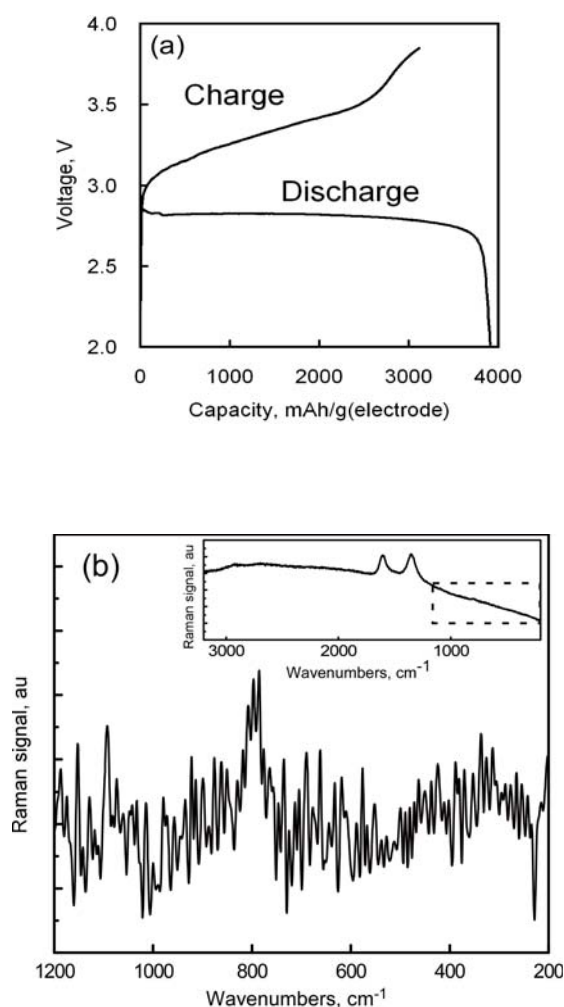 (a)
4.0
3.5
3.0
2.5
2.0
Voltage, V
Charge
Discharge
0 1000 2000 3000 4000
Capacity, mAh/g(electrode)
(b)
Raman signal, au
3000 2000 1000
Wavenumbers, cm⁻¹
Raman signal, au
1200 1000 800 600 400 200
Wavenumbers, cm⁻¹